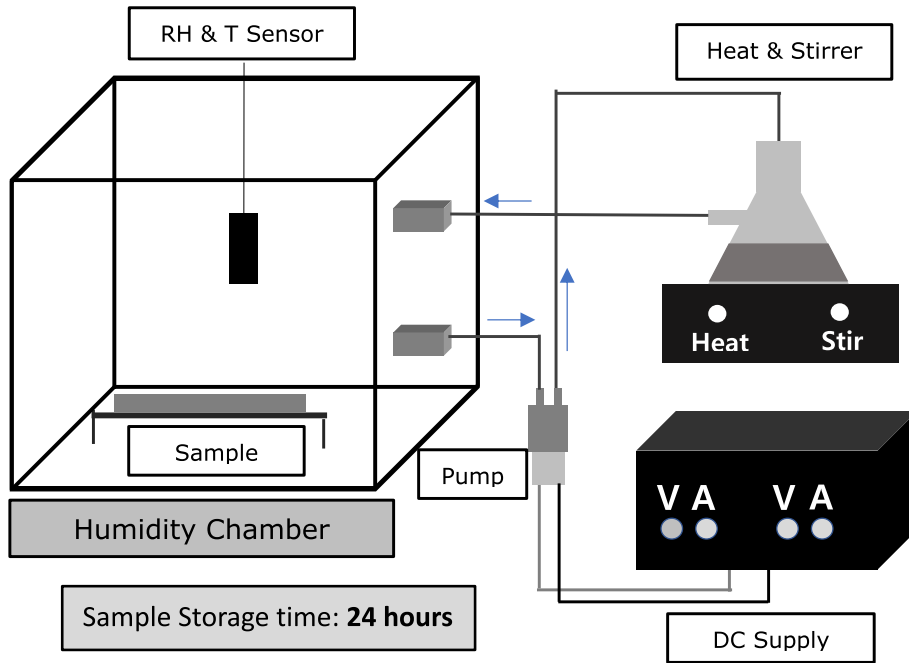 RH & T Sensor
Heat & Stirrer
Heat
Stir
Sample
Pump
V A V A
Humidity Chamber
Sample Storage time: 24 hours
DC Supply